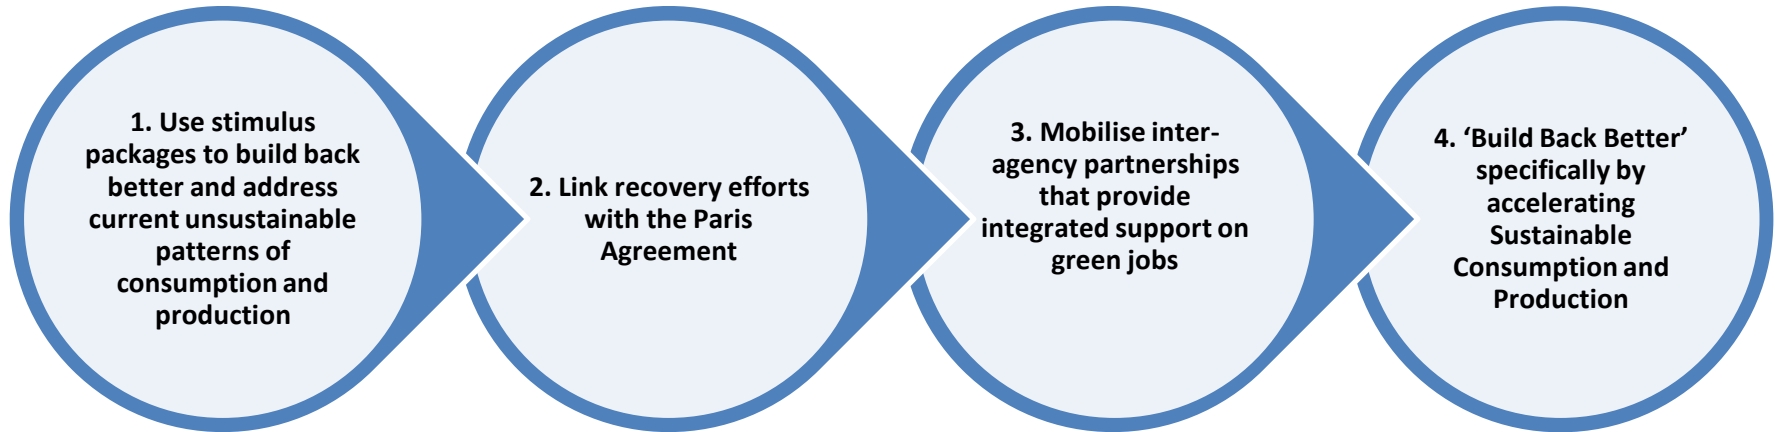 1. Use stimulus
packages to build back
better and address
current unsustainable
patterns of
consumption and
production
2. Link recovery efforts
with the Paris
Agreement
3. Mobilise inter-
agency partnerships
that provide
integrated support on
green jobs
4. ‘Build Back Better’
specifically by
accelerating
Sustainable
Consumption and
Production